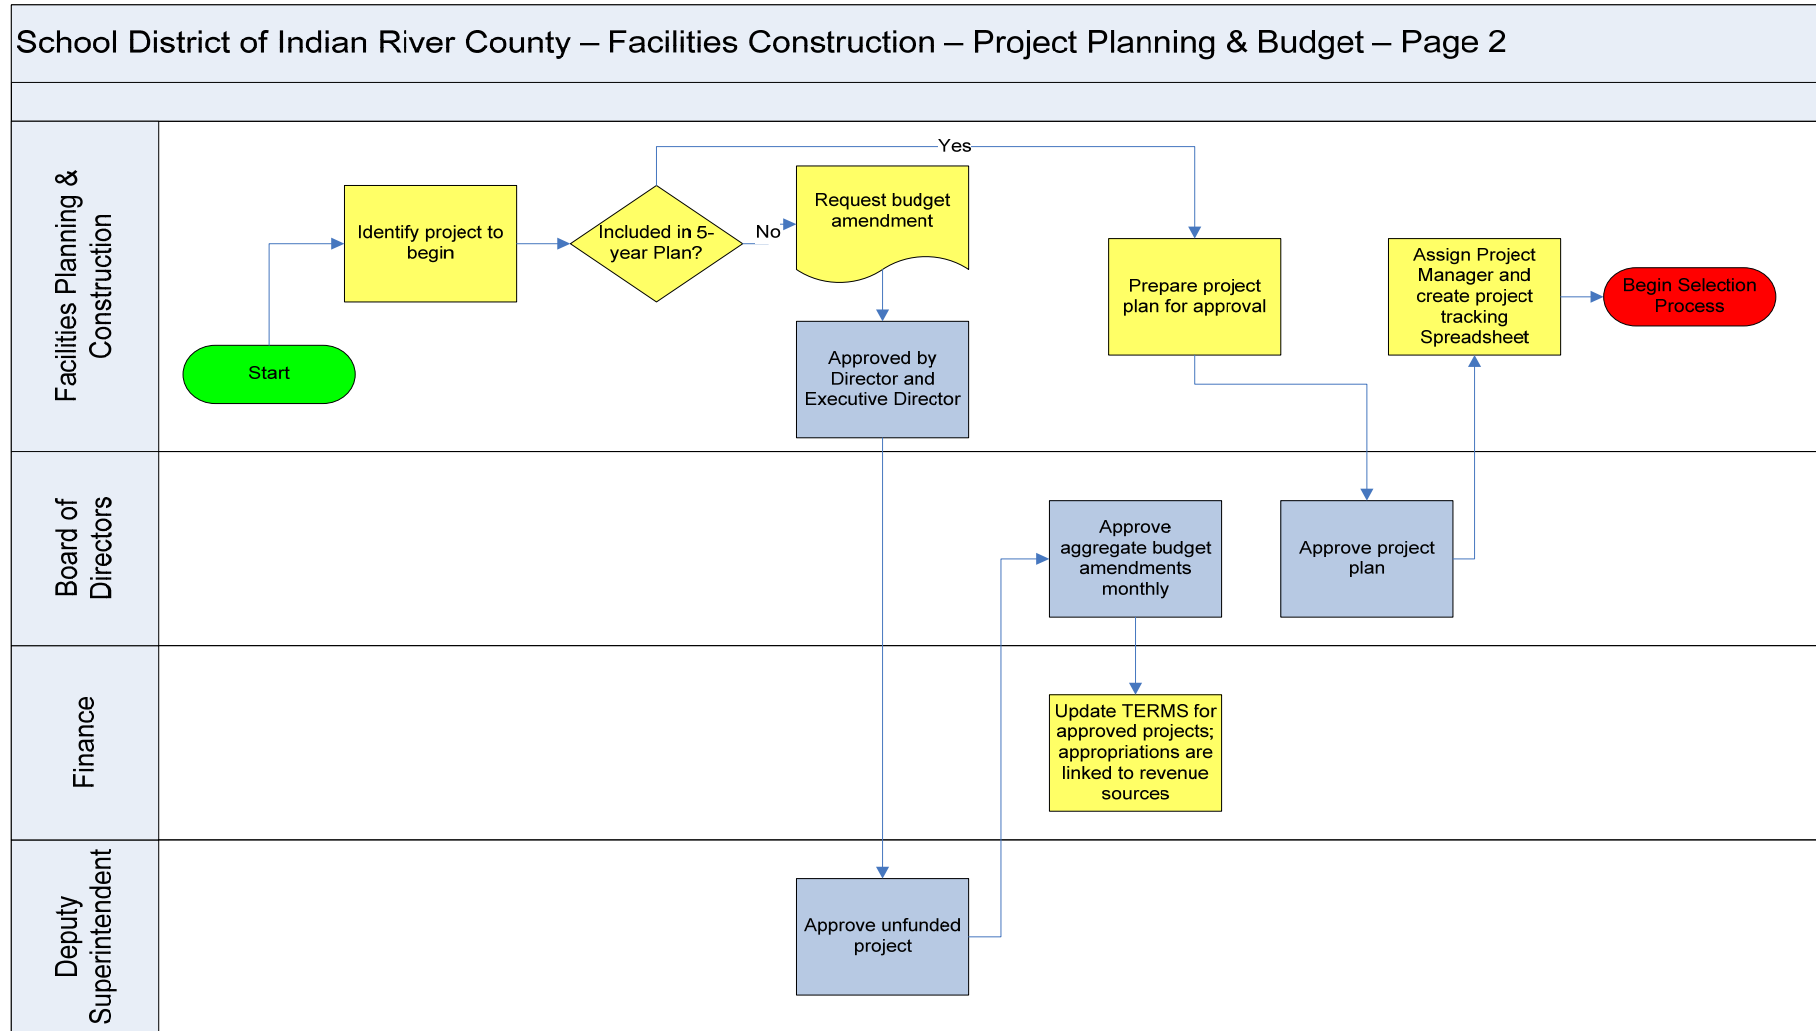 School District of Indian River County – Facilities Construction – Project Planning & Budget – Page 2
Facilities Planning &
Construction
Start
Identify project to
begin
Included in 5-
year Plan?
Yes
No
Request budget
amendment
Approved by
Director and
Executive Director
Prepare project
plan for approval
Assign Project
Manager and
create project
tracking
Spreadsheet
Begin Selection
Process
Board of
Directors
Approve
aggregate budget
amendments
monthly
Approve project
plan
Finance
Update TERMS for
approved projects;
appropriations are
linked to revenue
sources
Deputy
Superintendent
Approve unfunded
project